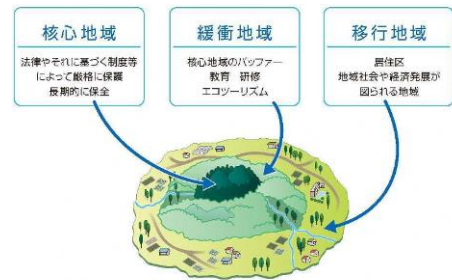 核心地域
法律やそれに基づく制度等
によって厳格に保護
長期的に保全
緩衝地域
核心地域のバッファー
教育　研修
エコツーリズム
移行地域
居住区
地域社会や経済発展が
図られる地域